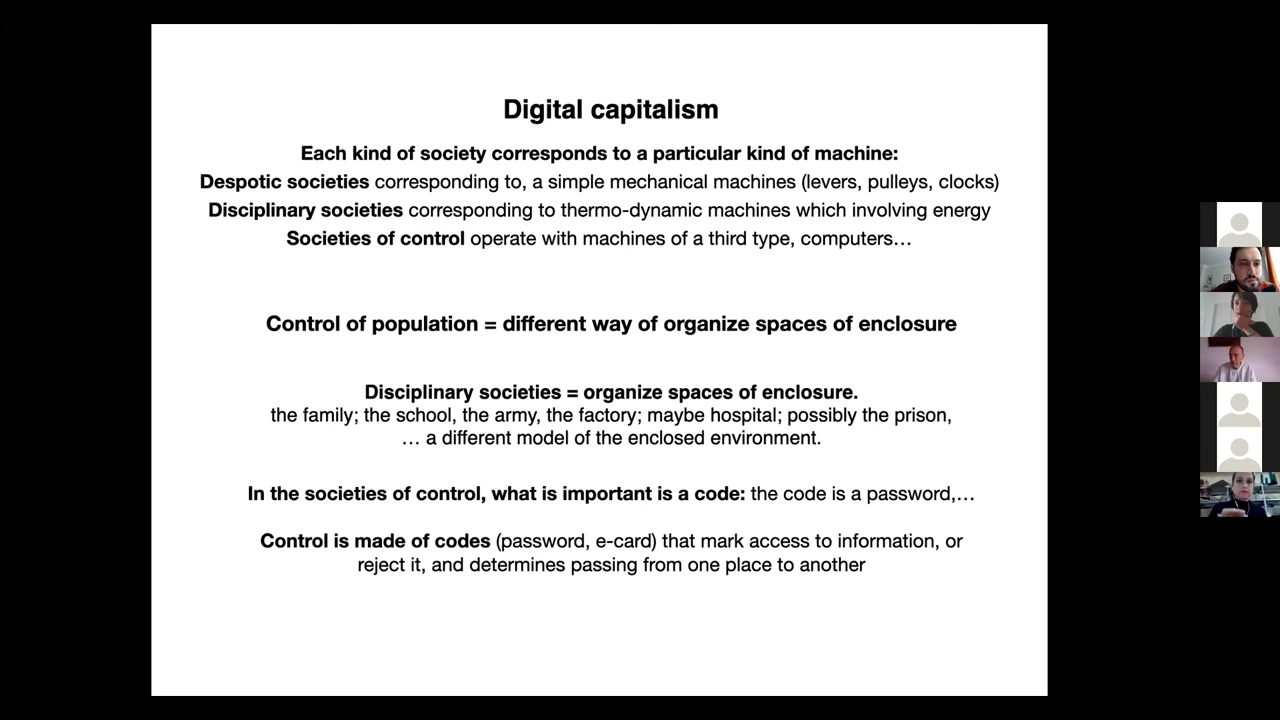 Digital capitalism
Each kind of society corresponds to a particular kind of machine:
Despotic societies corresponding to, a simple mechanical machines (levers, pulleys, clocks)
Disciplinary societies corresponding to thermo-dynamic machines which involving energy
Societies of control operate with machines of a third type, computers…
Control of population = different way of organize spaces of enclosure
Disciplinary societies = organize spaces of enclosure.
the family; the school, the army, the factory; maybe hospital; possibly the prison,
… a different model of the enclosed environment.
In the societies of control, what is important is a code: the code is a password,…
Control is made of codes (password, e-card) that mark access to information, or
reject it, and determines passing from one place to another